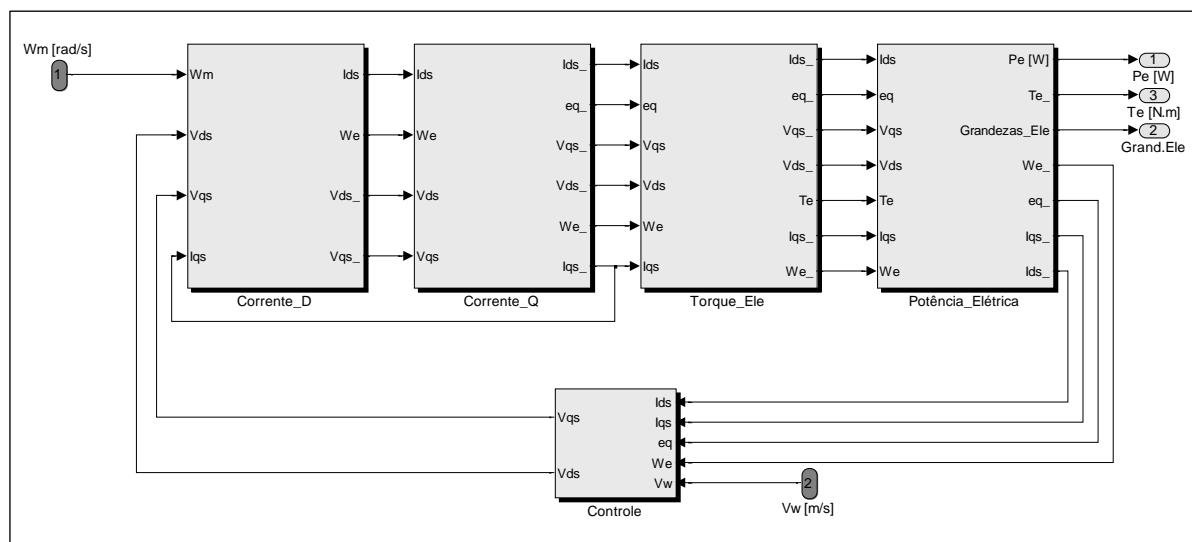 Wm [rad/s]
1
Wm
Vds
Vqs
Iqs
Ids
We
Vds_
Vqs_
Corrente_D
Ids
We
Vds
Vqs
Ids_
eq_
Vqs_
Vds_
We_
Iqs_
Corrente_Q
Ids
eq
Vqs
Vds
We
Iqs
Ids_
eq_
Vqs_
Vds_
Te
Iqs_
We_
Torque_Ele
Ids
eq
Vqs
Vds
Te
Iqs
We
Pe [W]
Te_
Grandezas_Ele
We_
eq_
Iqs_
Ids_
Potência_Elétrica
1
Pe [W]
3
Te [N.m]
2
Grand.Ele
Vqs
Vds
Ids
Iqs
eq
We
Vw
Controle
2
Vw [m/s]